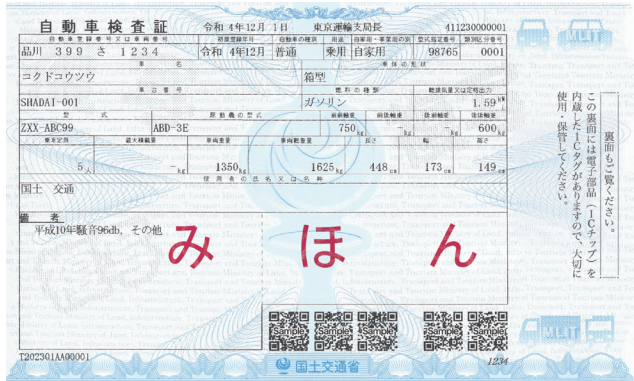 自動車検査証 令和 4年12月 1日 東京運輸支局長 411230000001
自動車登録番号又は車両番号 初度登録年月 自動車の種別 用途 自家用・事業用の別 型式指定番号 類別区分番号
品川 399 さ 1234 令和 4年12月 普通 乗用 自家用 98765 0001
車名 車体の形状
コクドコウツウ 箱型
車台番号 燃料の種類 総排気量又は定格出力
SHADAI-001 ガソリン 1.59
型式 原動機の型式 前前軸重 前後軸重 後前軸重 後後軸重
ZXX-ABC99 ABD-3E 750kg -kg -kg 600kg
乗車定員 最大積載量 車両重量 車両総重量 長さ 幅 高さ
5人 -kg 1350kg 1625kg 448cm 173cm 149cm
使用者の氏名又は名称
国土 交通
備考
平成10年騒音96db, その他
みほん
Sample Sample Sample Sample Sample
T202301AA00001
国土交通省
1234
MLIT
MLIT
裏面もご覧ください。
この裏面には電子部品(ICチップ)を
内蔵したICタグがありますので、大切に
使用・保管してください。